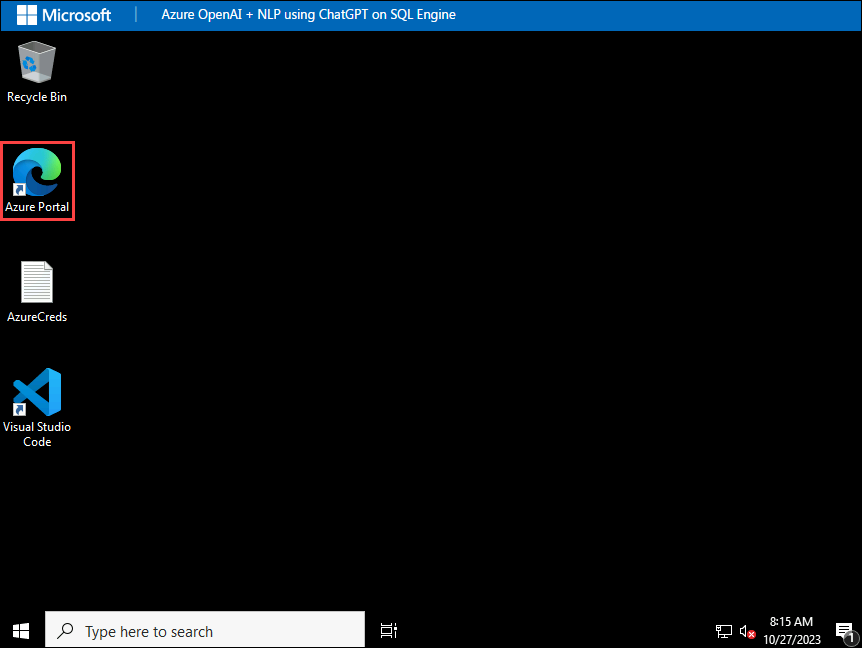 Microsoft | Azure OpenAI + NLP using ChatGPT on SQL Engine
Recycle Bin
Azure Portal
AzureCreds
Visual Studio
Code
Type here to search
8:15 AM
10/27/2023
1